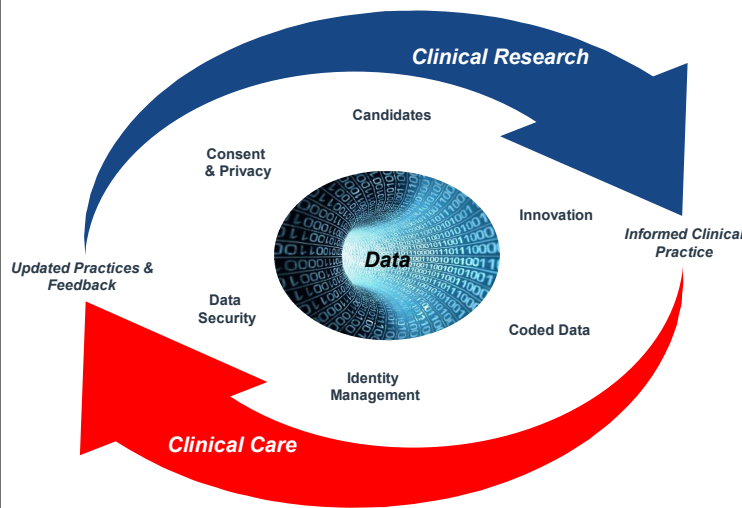 Clinical Research
Candidates
Consent
& Privacy
Innovation
Informed Clinical
Practice
Data
Updated Practices &
Feedback
Data
Security
Coded Data
Identity
Management
Clinical Care